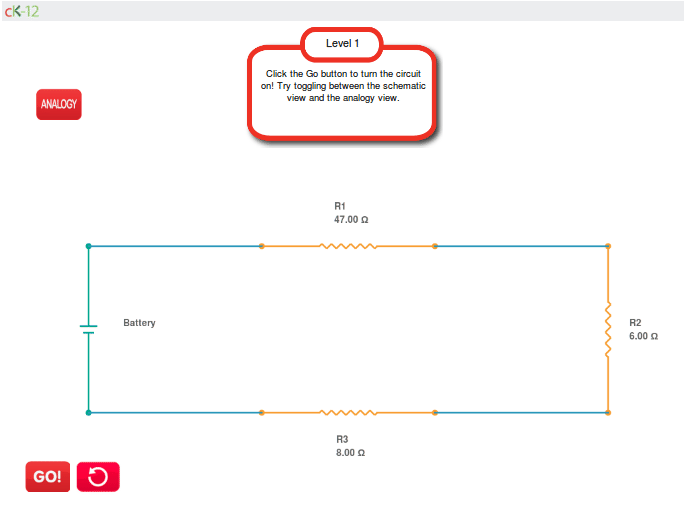 cK-12
Level 1
Click the Go button to turn the circuit
on! Try toggling between the schematic
view and the analogy view.
ANALOGY
R1
47.00 Ω
Battery
R2
6.00 Ω
R3
8.00 Ω
GO!